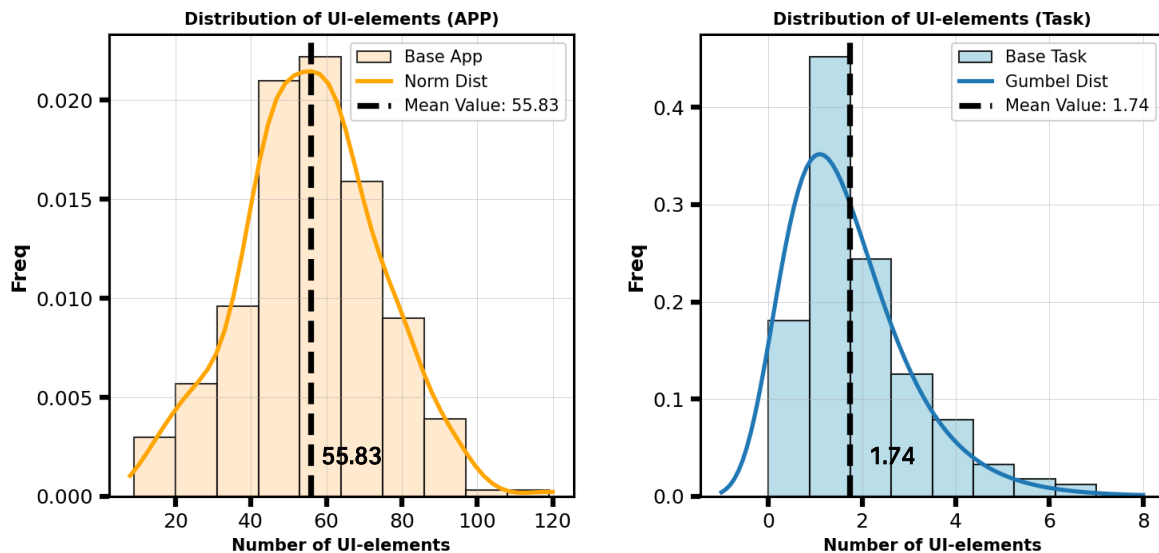 Distribution of UI-elements (APP)
Base App
Norm Dist
Mean Value: 55.83
0.020
0.015
0.010
0.005
0.000
Freq
55.83
20
40
60
80
100
120
Number of UI-elements
Distribution of UI-elements (Task)
Base Task
Gumbel Dist
Mean Value: 1.74
0.4
0.3
0.2
0.1
0.0
Freq
1.74
0
2
4
6
8
Number of UI-elements